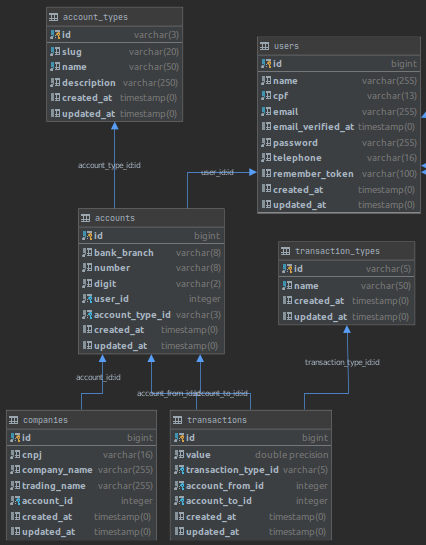 account_types
id varchar(3)
slug varchar(20)
name varchar(50)
description varchar(250)
created_at timestamp(0)
updated_at timestamp(0)
users
id bigint
name varchar(255)
cpf varchar(13)
email varchar(255)
email_verified_at timestamp(0)
password varchar(255)
telephone varchar(16)
remember_token varchar(100)
created_at timestamp(0)
updated_at timestamp(0)
account_type_id:id
user_id:id
accounts
id bigint
bank_branch varchar(8)
number varchar(8)
digit varchar(2)
user_id integer
account_type_id varchar(3)
created_at timestamp(0)
updated_at timestamp(0)
transaction_types
id varchar(5)
name varchar(50)
created_at timestamp(0)
updated_at timestamp(0)
transaction_type_id:id
account_id:id
account_to_id:id
companies
id bigint
cnpj varchar(16)
company_name varchar(255)
trading_name varchar(255)
account_id integer
created_at timestamp(0)
updated_at timestamp(0)
transactions
id bigint
value double precision
transaction_type_id varchar(5)
account_from_id integer
account_to_id integer
created_at timestamp(0)
updated_at timestamp(0)